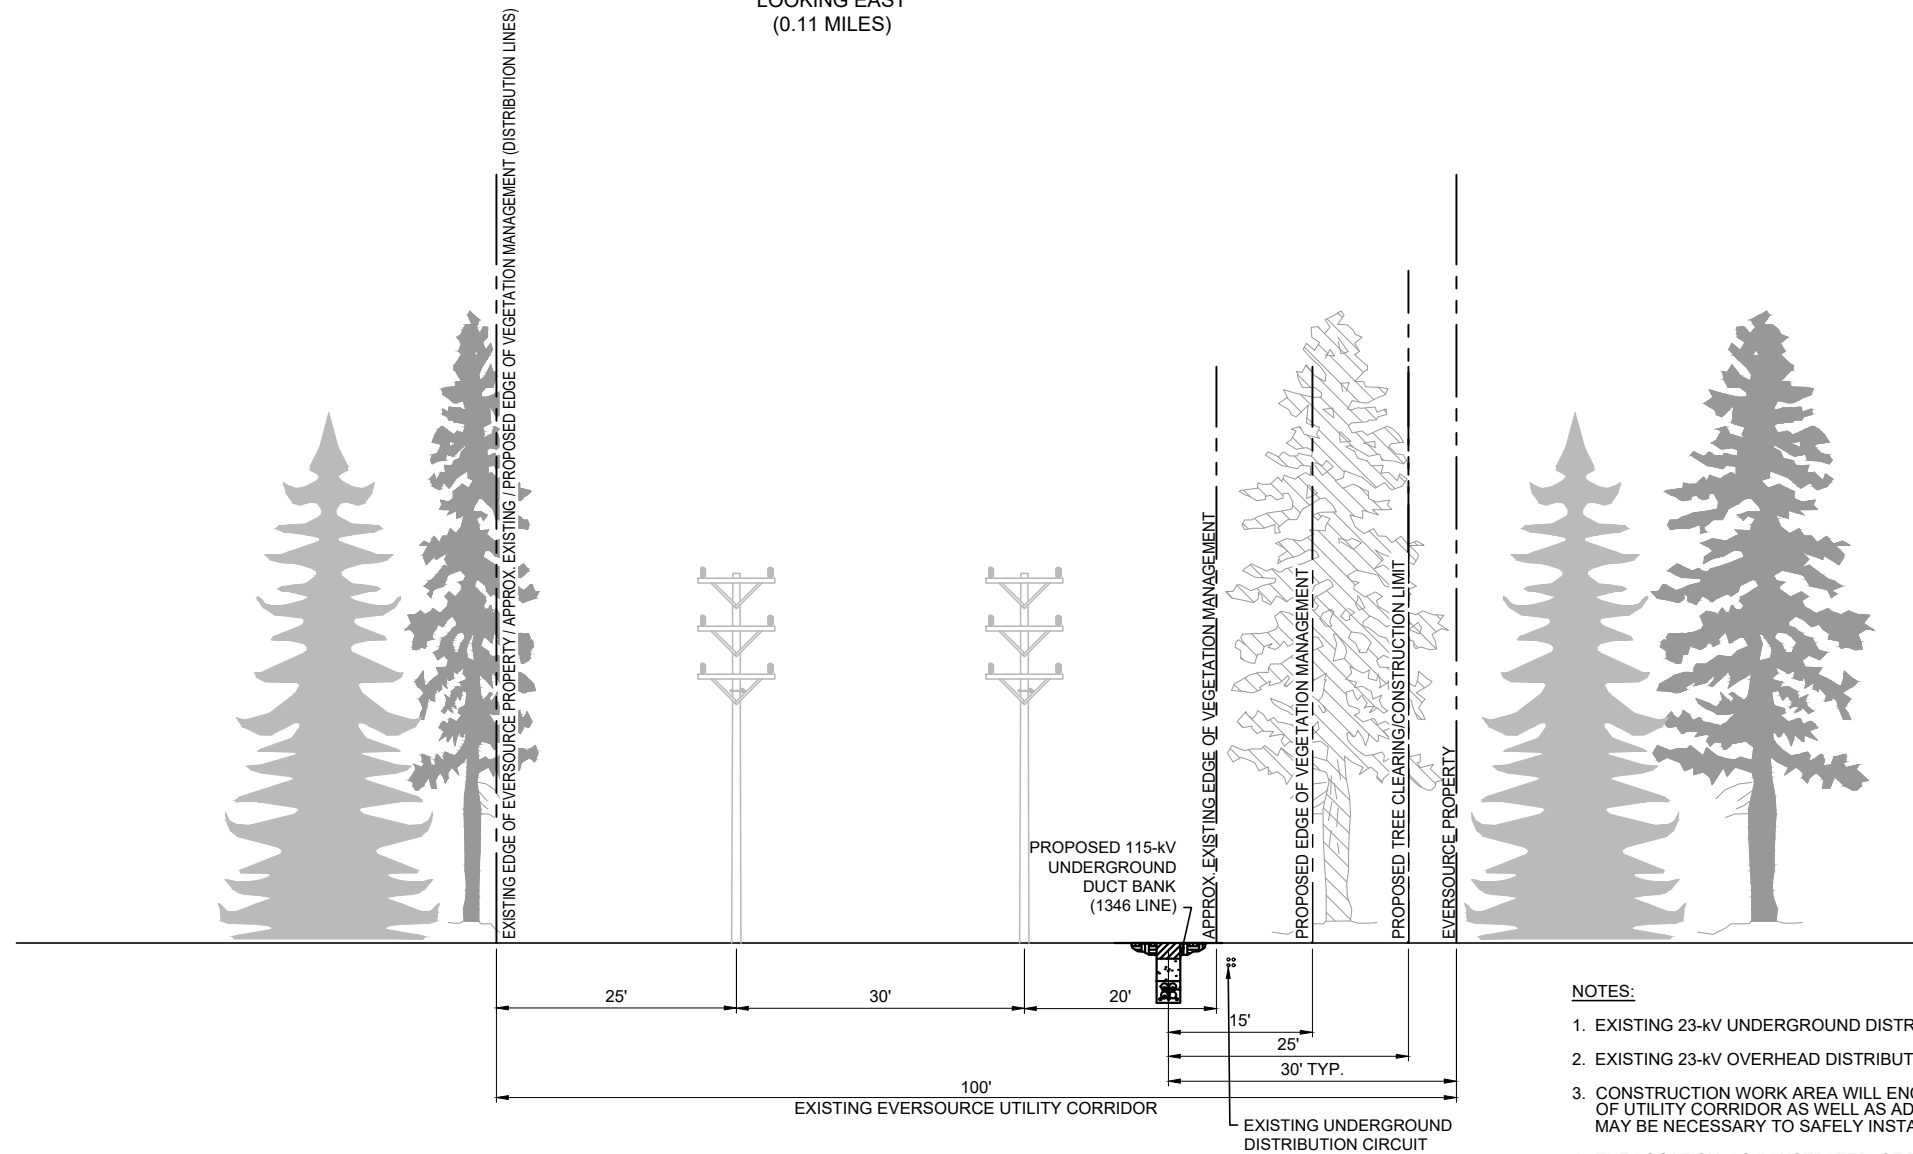 LOOKING EAST
(0.11 MILES)
EXISTING EDGE OF EVERSOURCE PROPERTY / APPROX. EXISTING / PROPOSED EDGE OF VEGETATION MANAGEMENT (DISTRIBUTION LINES)
PROPOSED 115-kV
UNDERGROUND
DUCT BANK
(1346 LINE)
APPROX. EXISTING EDGE OF VEGETATION MANAGEMENT
PROPOSED EDGE OF VEGETATION MANAGEMENT
PROPOSED TREE CLEARING/CONSTRUCTION LIMIT
EVERSOURCE PROPERTY
25'
30'
20'
15'
25'
30' TYP.
100'
EXISTING EVERSOURCE UTILITY CORRIDOR
EXISTING UNDERGROUND
DISTRIBUTION CIRCUIT
NOTES:
1. EXISTING 23-kV UNDERGROUND DISTR
2. EXISTING 23-kV OVERHEAD DISTRIBUT
3. CONSTRUCTION WORK AREA WILL ENC
OF UTILITY CORRIDOR AS WELL AS AD
MAY BE NECESSARY TO SAFELY INSTA